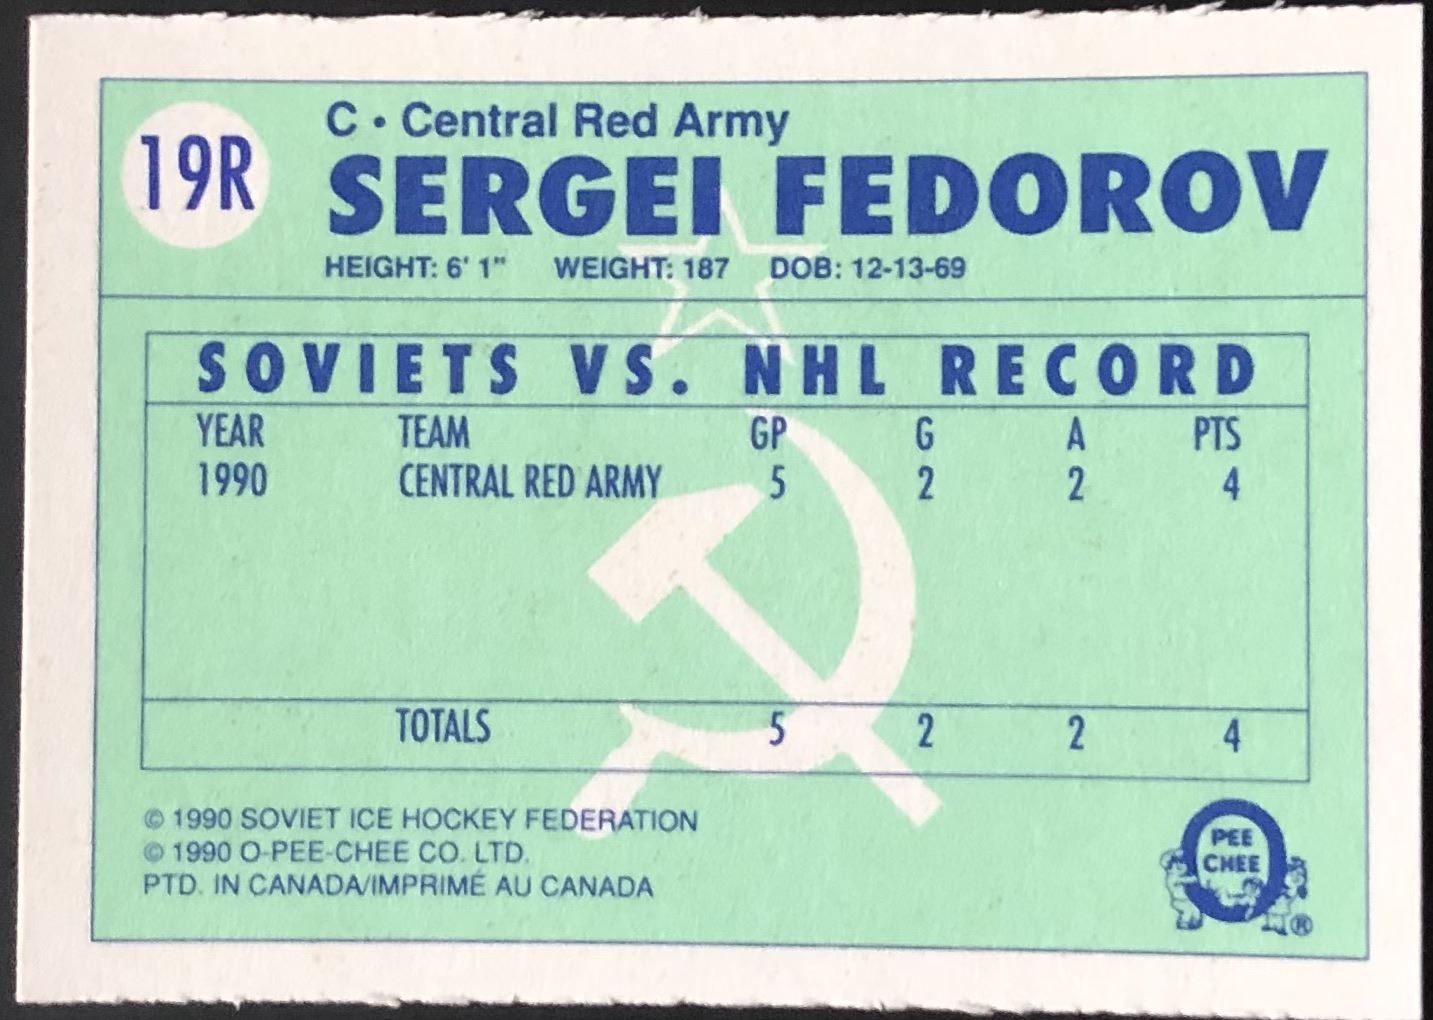 19R
C • Central Red Army
SERGEI FEDOROV
HEIGHT: 6' 1" WEIGHT: 187 DOB: 12-13-69
SOVIETS VS. NHL RECORD
YEAR TEAM GP G A PTS
1990 CENTRAL RED ARMY 5 2 2 4
TOTALS 5 2 2 4
© 1990 SOVIET ICE HOCKEY FEDERATION
© 1990 O-PEE-CHEE CO. LTD.
PTD. IN CANADA/IMPRIMÉ AU CANADA
O
PEE
CHEE
®